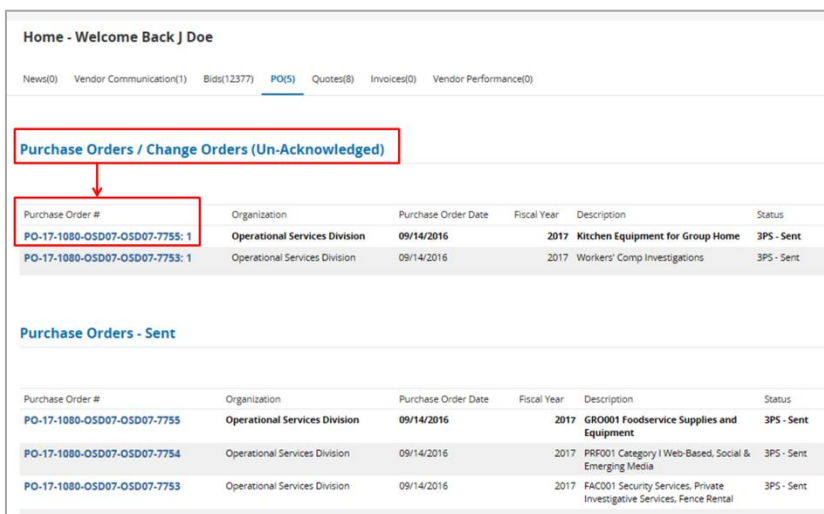 Home - Welcome Back J Doe
News(0) Vendor Communication(1) Bids(12377) PO(5) Quotes(8) Invoices(0) Vendor Performance(0)
Purchase Orders / Change Orders (Un-Acknowledged)
Purchase Order # Organization Purchase Order Date Fiscal Year Description Status
PO-17-1080-OSD07-OSD07-7755: 1 Operational Services Division 09/14/2016 2017 Kitchen Equipment for Group Home 3PS - Sent
PO-17-1080-OSD07-OSD07-7753: 1 Operational Services Division 09/14/2016 2017 Workers' Comp Investigations 3PS - Sent
Purchase Orders - Sent
Purchase Order # Organization Purchase Order Date Fiscal Year Description Status
PO-17-1080-OSD07-OSD07-7755 Operational Services Division 09/14/2016 2017 GRO001 Foodservice Supplies and 3PS - Sent
Equipment
PO-17-1080-OSD07-OSD07-7754 Operational Services Division 09/14/2016 2017 PRF001 Category I Web-Based, Social & 3PS - Sent
Emerging Media
PO-17-1080-OSD07-OSD07-7753 Operational Services Division 09/14/2016 2017 FAC001 Security Services, Private 3PS - Sent
Investigative Services, Fence Rental